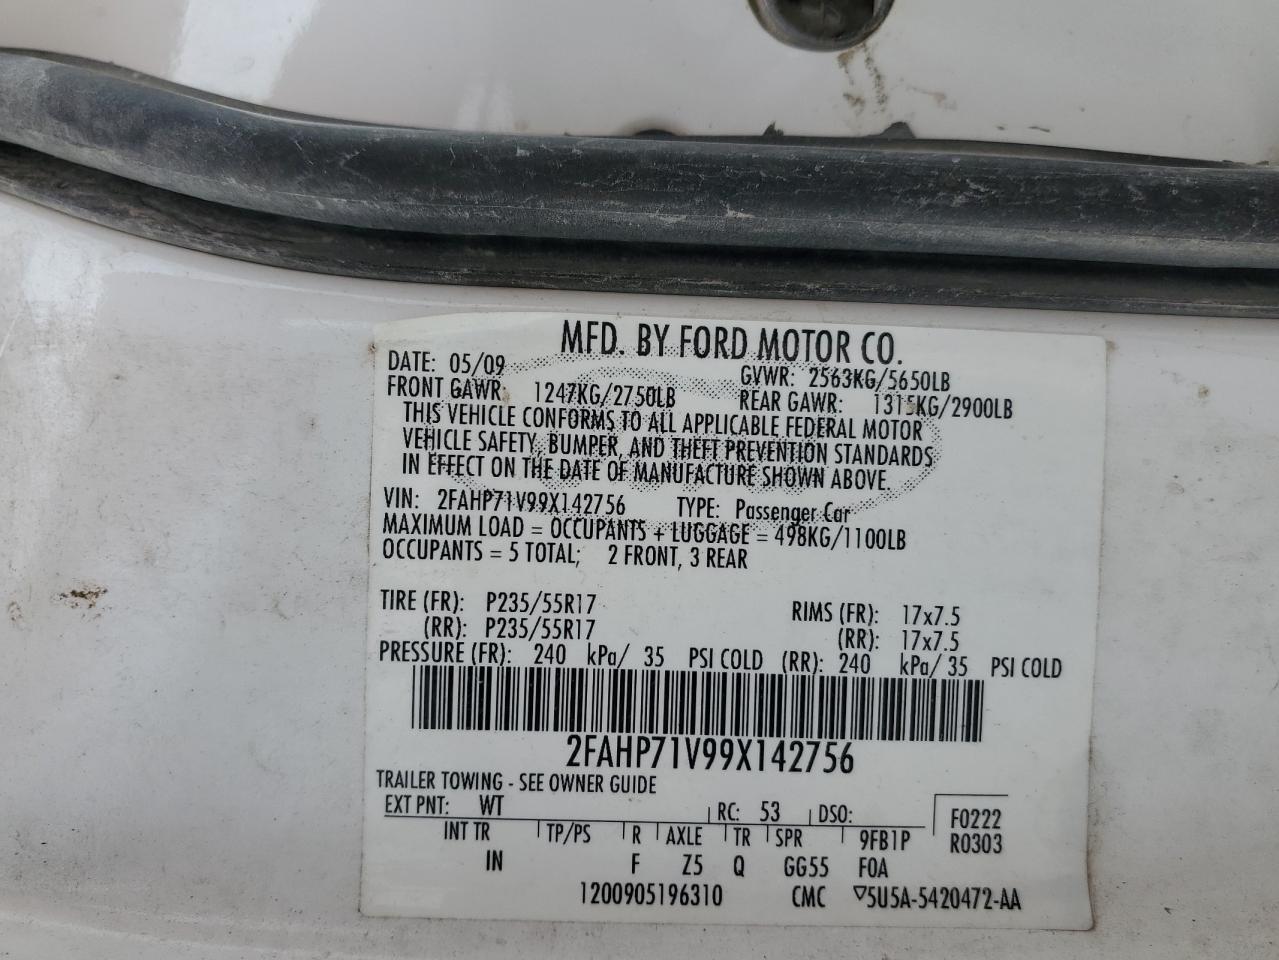 MFD. BY FORD MOTOR CO.
DATE: 05/09 GVWR: 2563KG/5650LB
FRONT GAWR: 1247KG/2750LB REAR GAWR: 1315KG/2900LB
THIS VEHICLE CONFORMS TO ALL APPLICABLE FEDERAL MOTOR
VEHICLE SAFETY, BUMPER, AND THEFT PREVENTION STANDARDS
IN EFFECT ON THE DATE OF MANUFACTURE SHOWN ABOVE.
VIN: 2FAHP71V99X142756 TYPE: Passenger Car
MAXIMUM LOAD = OCCUPANTS + LUGGAGE = 498KG/1100LB
OCCUPANTS = 5 TOTAL; 2 FRONT, 3 REAR
TIRE (FR): P235/55R17 RIMS (FR): 17x7.5
(RR): P235/55R17 (RR): 17x7.5
PRESSURE (FR): 240 kPa/ 35 PSI COLD (RR): 240 kPa/ 35 PSI COLD
2FAHP71V99X142756
TRAILER TOWING - SEE OWNER GUIDE
EXT PNT: WT RC: 53 DSO: F0222
INT TR TP/PS R AXLE TR SPR 9FB1P R0303
IN F Z5 Q GG55 FOA
1200905196310 CMC ▽5U5A-5420472-AA